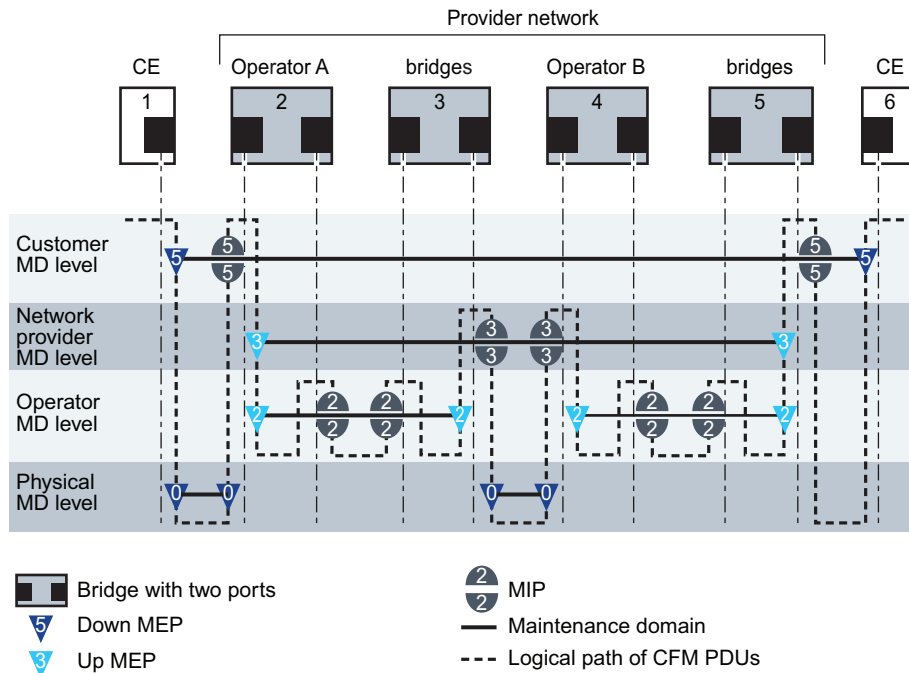 Provider network
CE Operator A bridges Operator B bridges CE
1 2 3 4 5 6
Customer
MD level
5 5 5 5 5 5
Network
provider
MD level
3 3 3 3 3 3
Operator
MD level
2 2 2 2 2 2 2 2 2 2 2 2
Physical
MD level
0 0 0 0
Bridge with two ports
2 2 MIP
5 Down MEP
Maintenance domain
3 Up MEP
Logical path of CFM PDUs